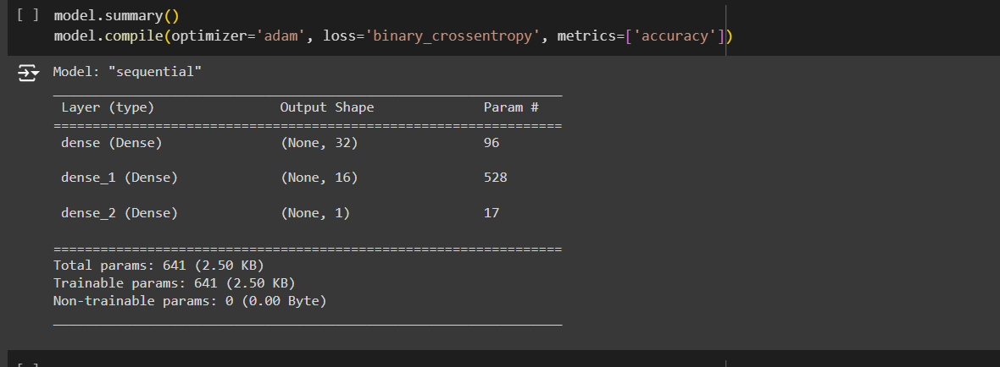 [ ] model.summary()
model.compile(optimizer='adam', loss='binary_crossentropy', metrics=['accuracy'])
Model: "sequential"
_________________________________________________________________
Layer (type) Output Shape Param #
=================================================================
dense (Dense) (None, 32) 96
dense_1 (Dense) (None, 16) 528
dense_2 (Dense) (None, 1) 17
=================================================================
Total params: 641 (2.50 KB)
Trainable params: 641 (2.50 KB)
Non-trainable params: 0 (0.00 Byte)
_________________________________________________________________